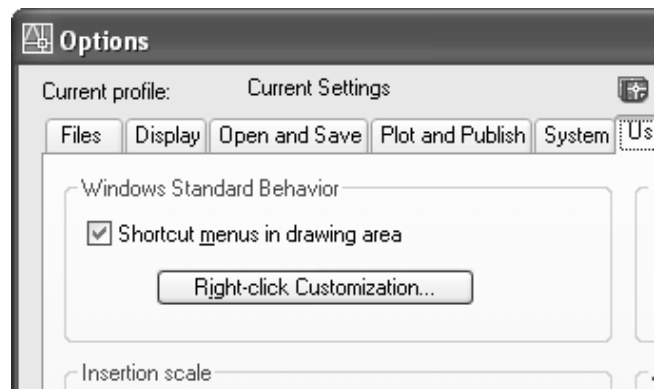 Options
Current profile: Current Settings
Files Display Open and Save Plot and Publish System Us
Windows Standard Behavior
Shortcut menus in drawing area
Right-click Customization...
Insertion scale